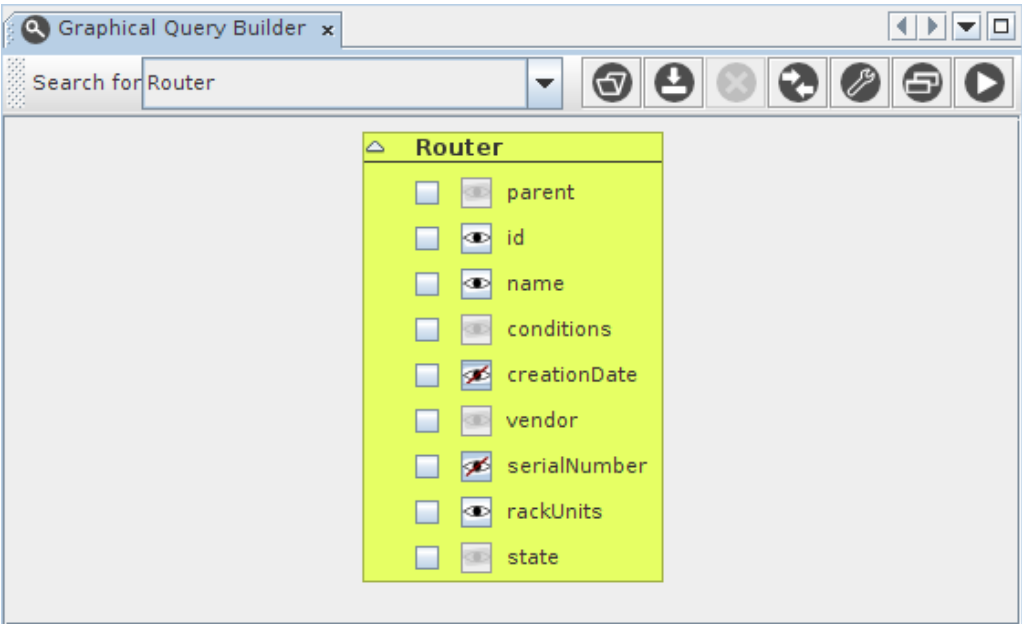 Graphical Query Builder x
Search for Router
Router
parent
id
name
conditions
creationDate
vendor
serialNumber
rackUnits
state